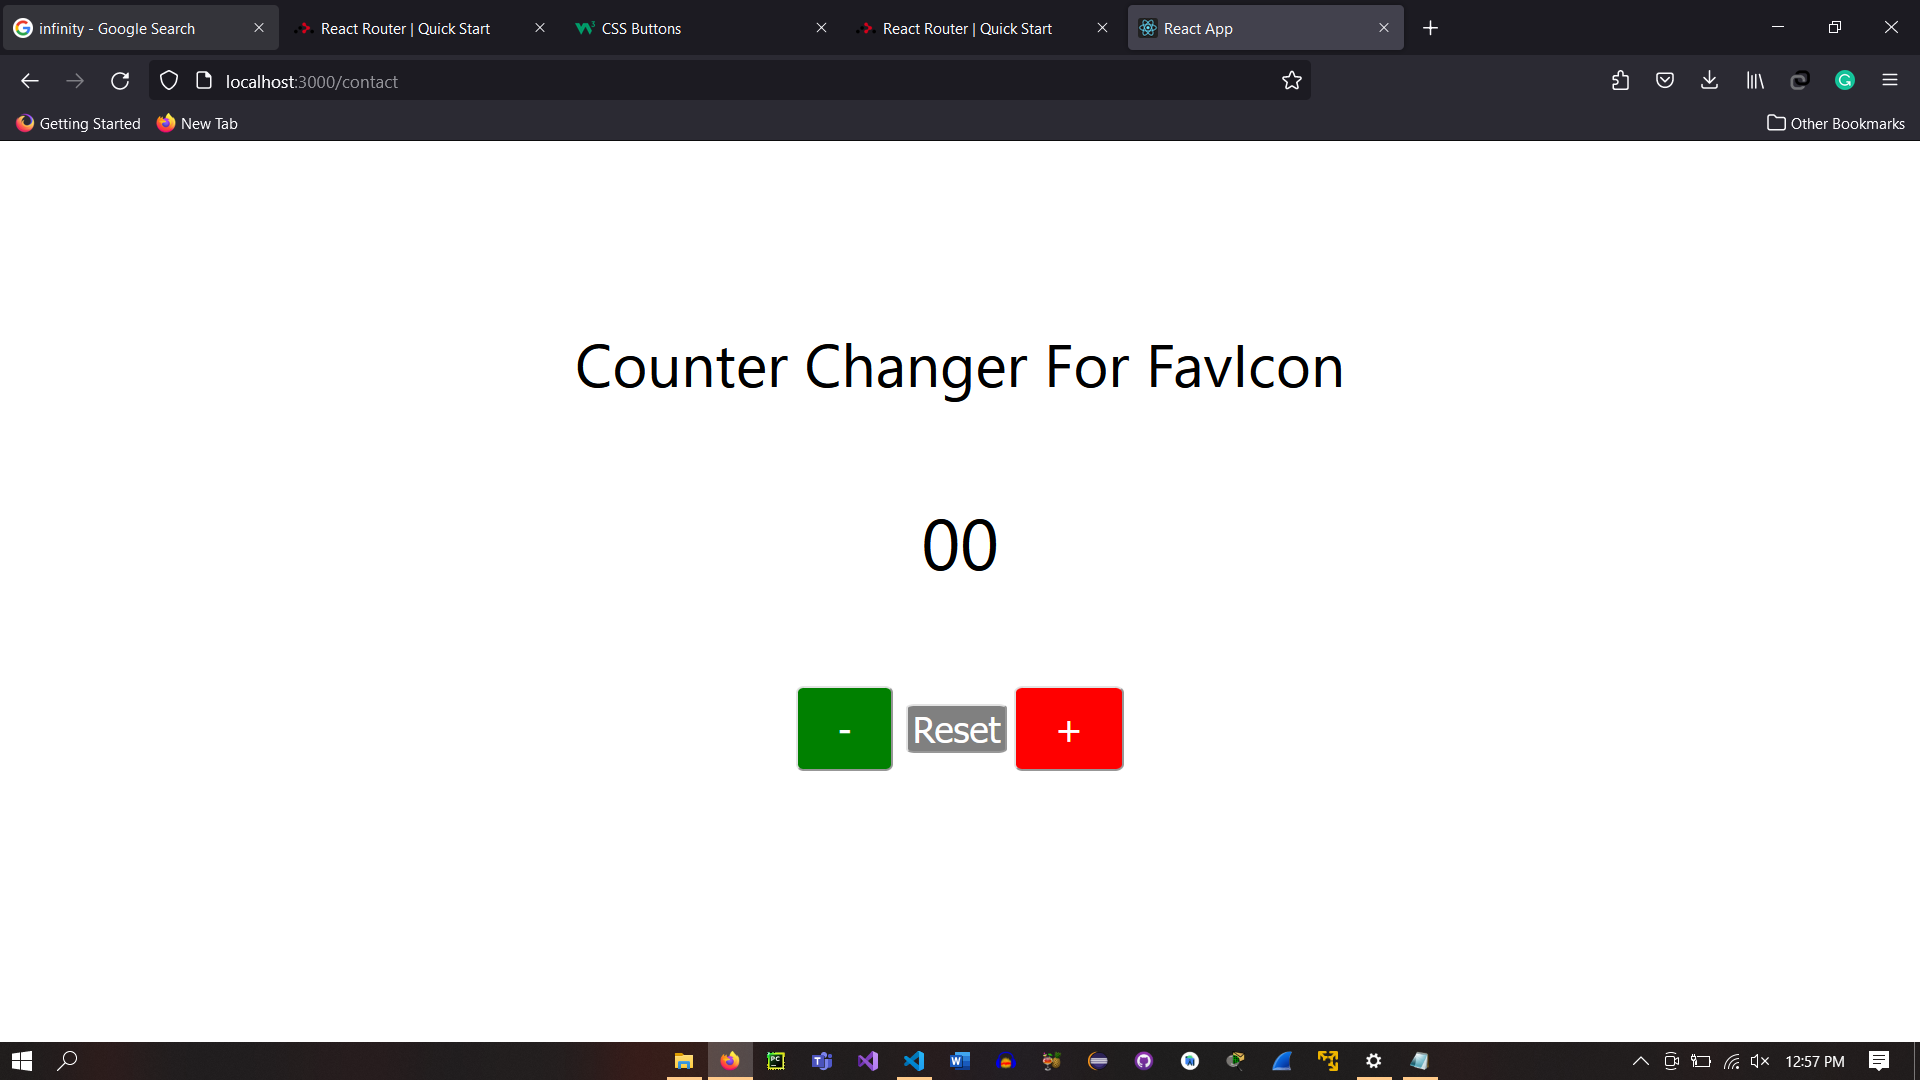 infinity - Google Search
React Router | Quick Start
CSS Buttons
React Router | Quick Start
React App
localhost:3000/contact
Getting Started
New Tab
Other Bookmarks
Counter Changer For FavIcon
00
- Reset +
12:57 PM